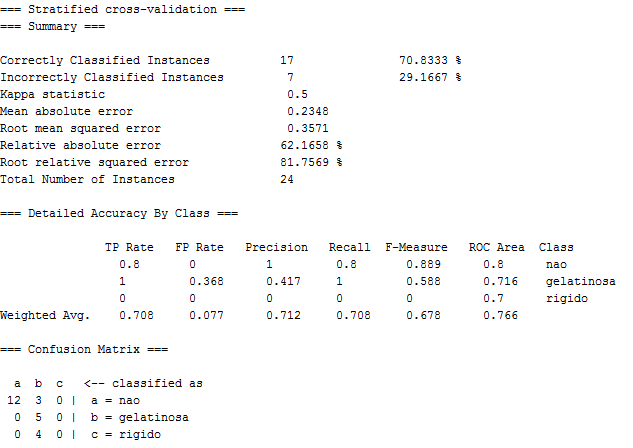 === Stratified cross-validation ===
=== Summary ===
Correctly Classified Instances 17 70.8333 %
Incorrectly Classified Instances 7 29.1667 %
Kappa statistic 0.5
Mean absolute error 0.2348
Root mean squared error 0.3571
Relative absolute error 62.1658 %
Root relative squared error 81.7569 %
Total Number of Instances 24
=== Detailed Accuracy By Class ===
TP Rate FP Rate Precision Recall F-Measure ROC Area Class
0.8 0 1 0.8 0.889 0.8 nao
1 0.368 0.417 1 0.588 0.716 gelatinosa
0 0 0 0 0 0.7 rigido
Weighted Avg. 0.708 0.077 0.712 0.708 0.678 0.766
=== Confusion Matrix ===
a b c <-- classified as
12 3 0 | a = nao
0 5 0 | b = gelatinosa
0 4 0 | c = rigido